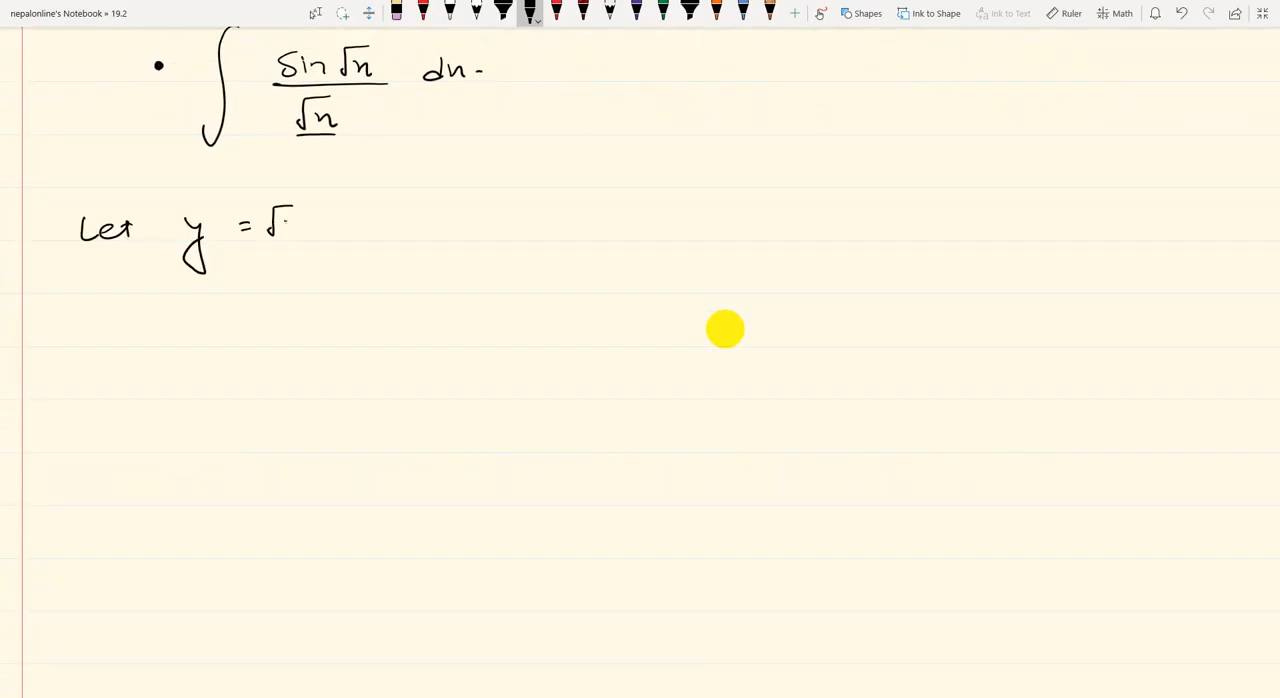 nepalonline's Notebook » 19.2
Shapes
Ink to Shape
Ink to Text
Ruler
Math
• ∫ sin √x / √x dx.
Let y = √